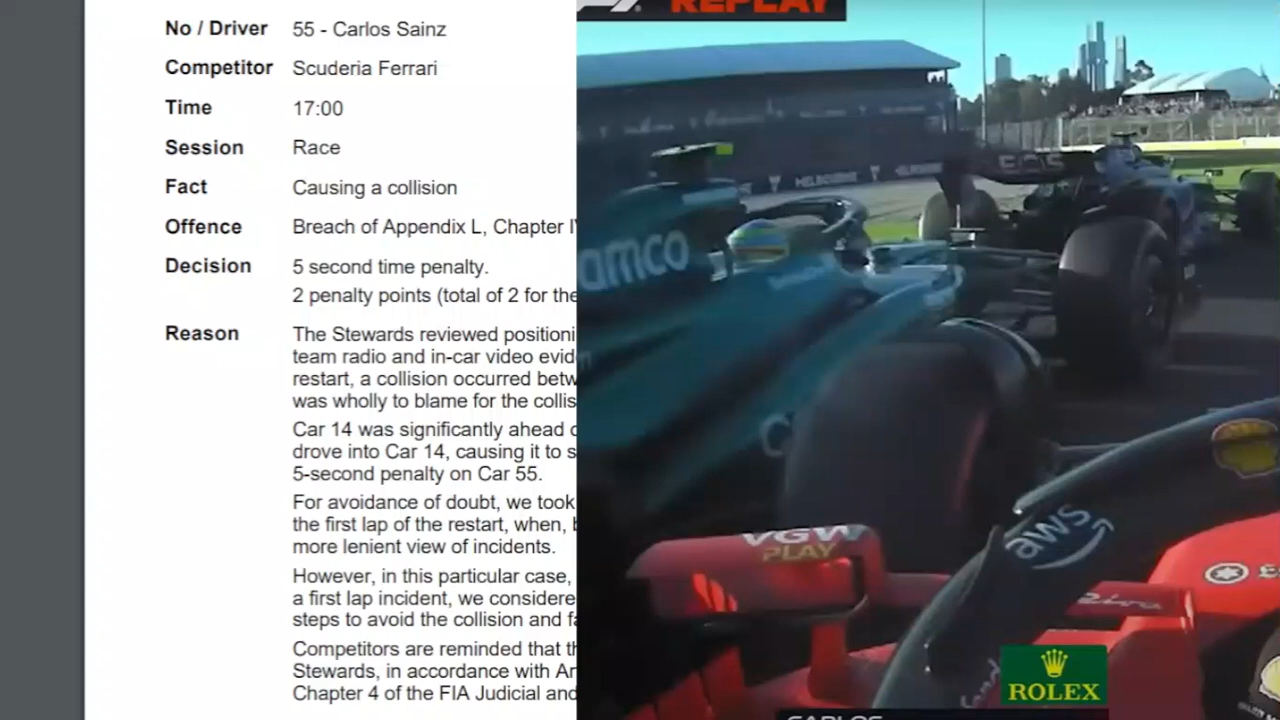 No / Driver 55 - Carlos Sainz
Competitor Scuderia Ferrari
Time 17:00
Session Race
Fact Causing a collision
Offence Breach of Appendix L, Chapter
Decision 5 second time penalty.
2 penalty points (total of 2 for the
Reason The Stewards reviewed
team radio and in-car video
restart, a collision occurred
was wholly to blame for the
Car 14 was significantly ahead
drove into Car 14, causing it to
5-second penalty on Car 55.
For avoidance of doubt, we took
the first lap of the restart, when,
more lenient view of incidents.
However, in this particular case,
a first lap incident, we
steps to avoid the collision and
Competitors are reminded that
Stewards, in accordance with
Chapter 4 of the FIA Judicial and
REPLAY
MELBOURNE
EQS
amco
VGW
PLAY
aws
ROLEX
CARLOS